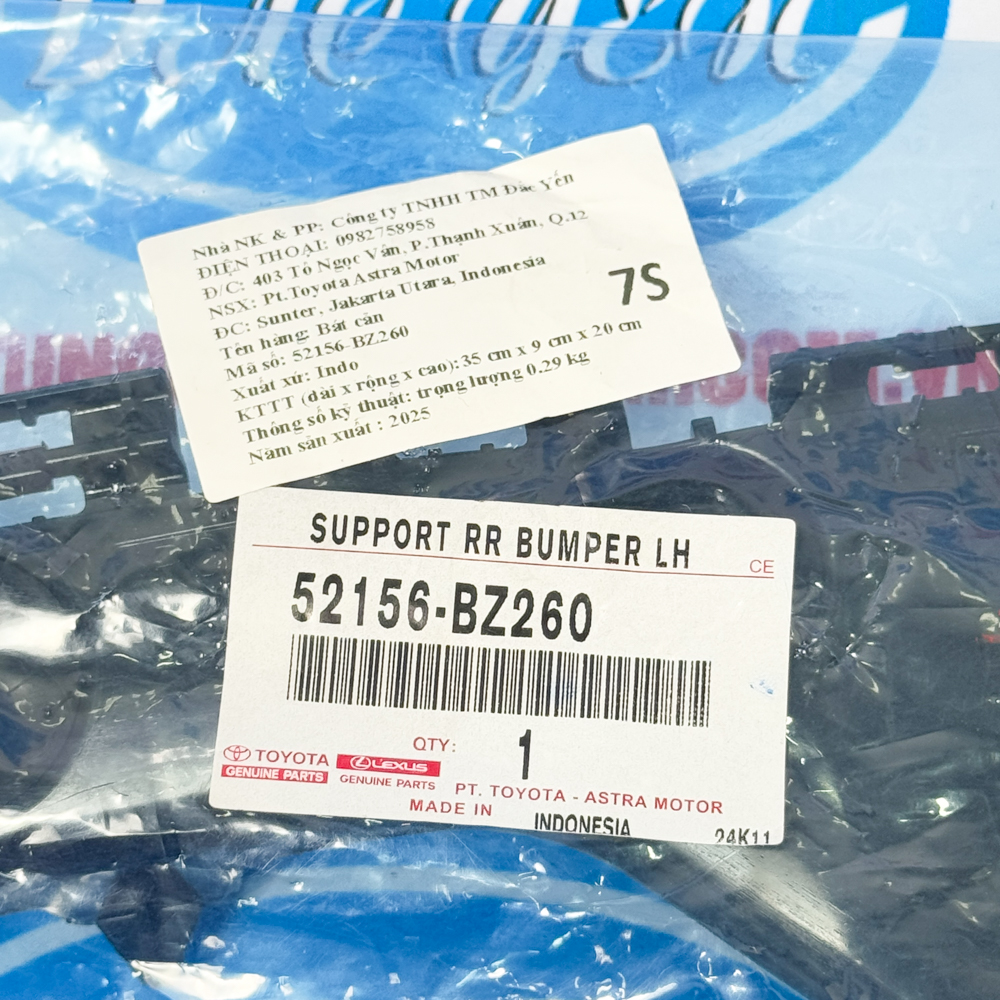 Nhà NK & PP: Công ty TNHH TM Đắc Yến
ĐIỆN THOẠI: 0982758958
Đ/C: 403 Tô Ngọc Vân, P.Thạnh Xuân, Q.12
NSX: Pt.Toyota Astra Motor
ĐC: Sunter, Jakarta Utara, Indonesia
Tên hàng: Bát cản
Mã số: 52156-BZ260
Xuất xứ: Indo
KTTT (dài x rộng x cao): 35 cm x 9 cm x 20 cm
Thông số kỹ thuật: trọng lượng 0.29 kg
Năm sản xuất : 2025
7S
SUPPORT RR BUMPER LH
CE
52156-BZ260
QTY: 1
TOYOTA
GENUINE PARTS
LEXUS
GENUINE PARTS
PT. TOYOTA - ASTRA MOTOR
MADE IN INDONESIA
24K11